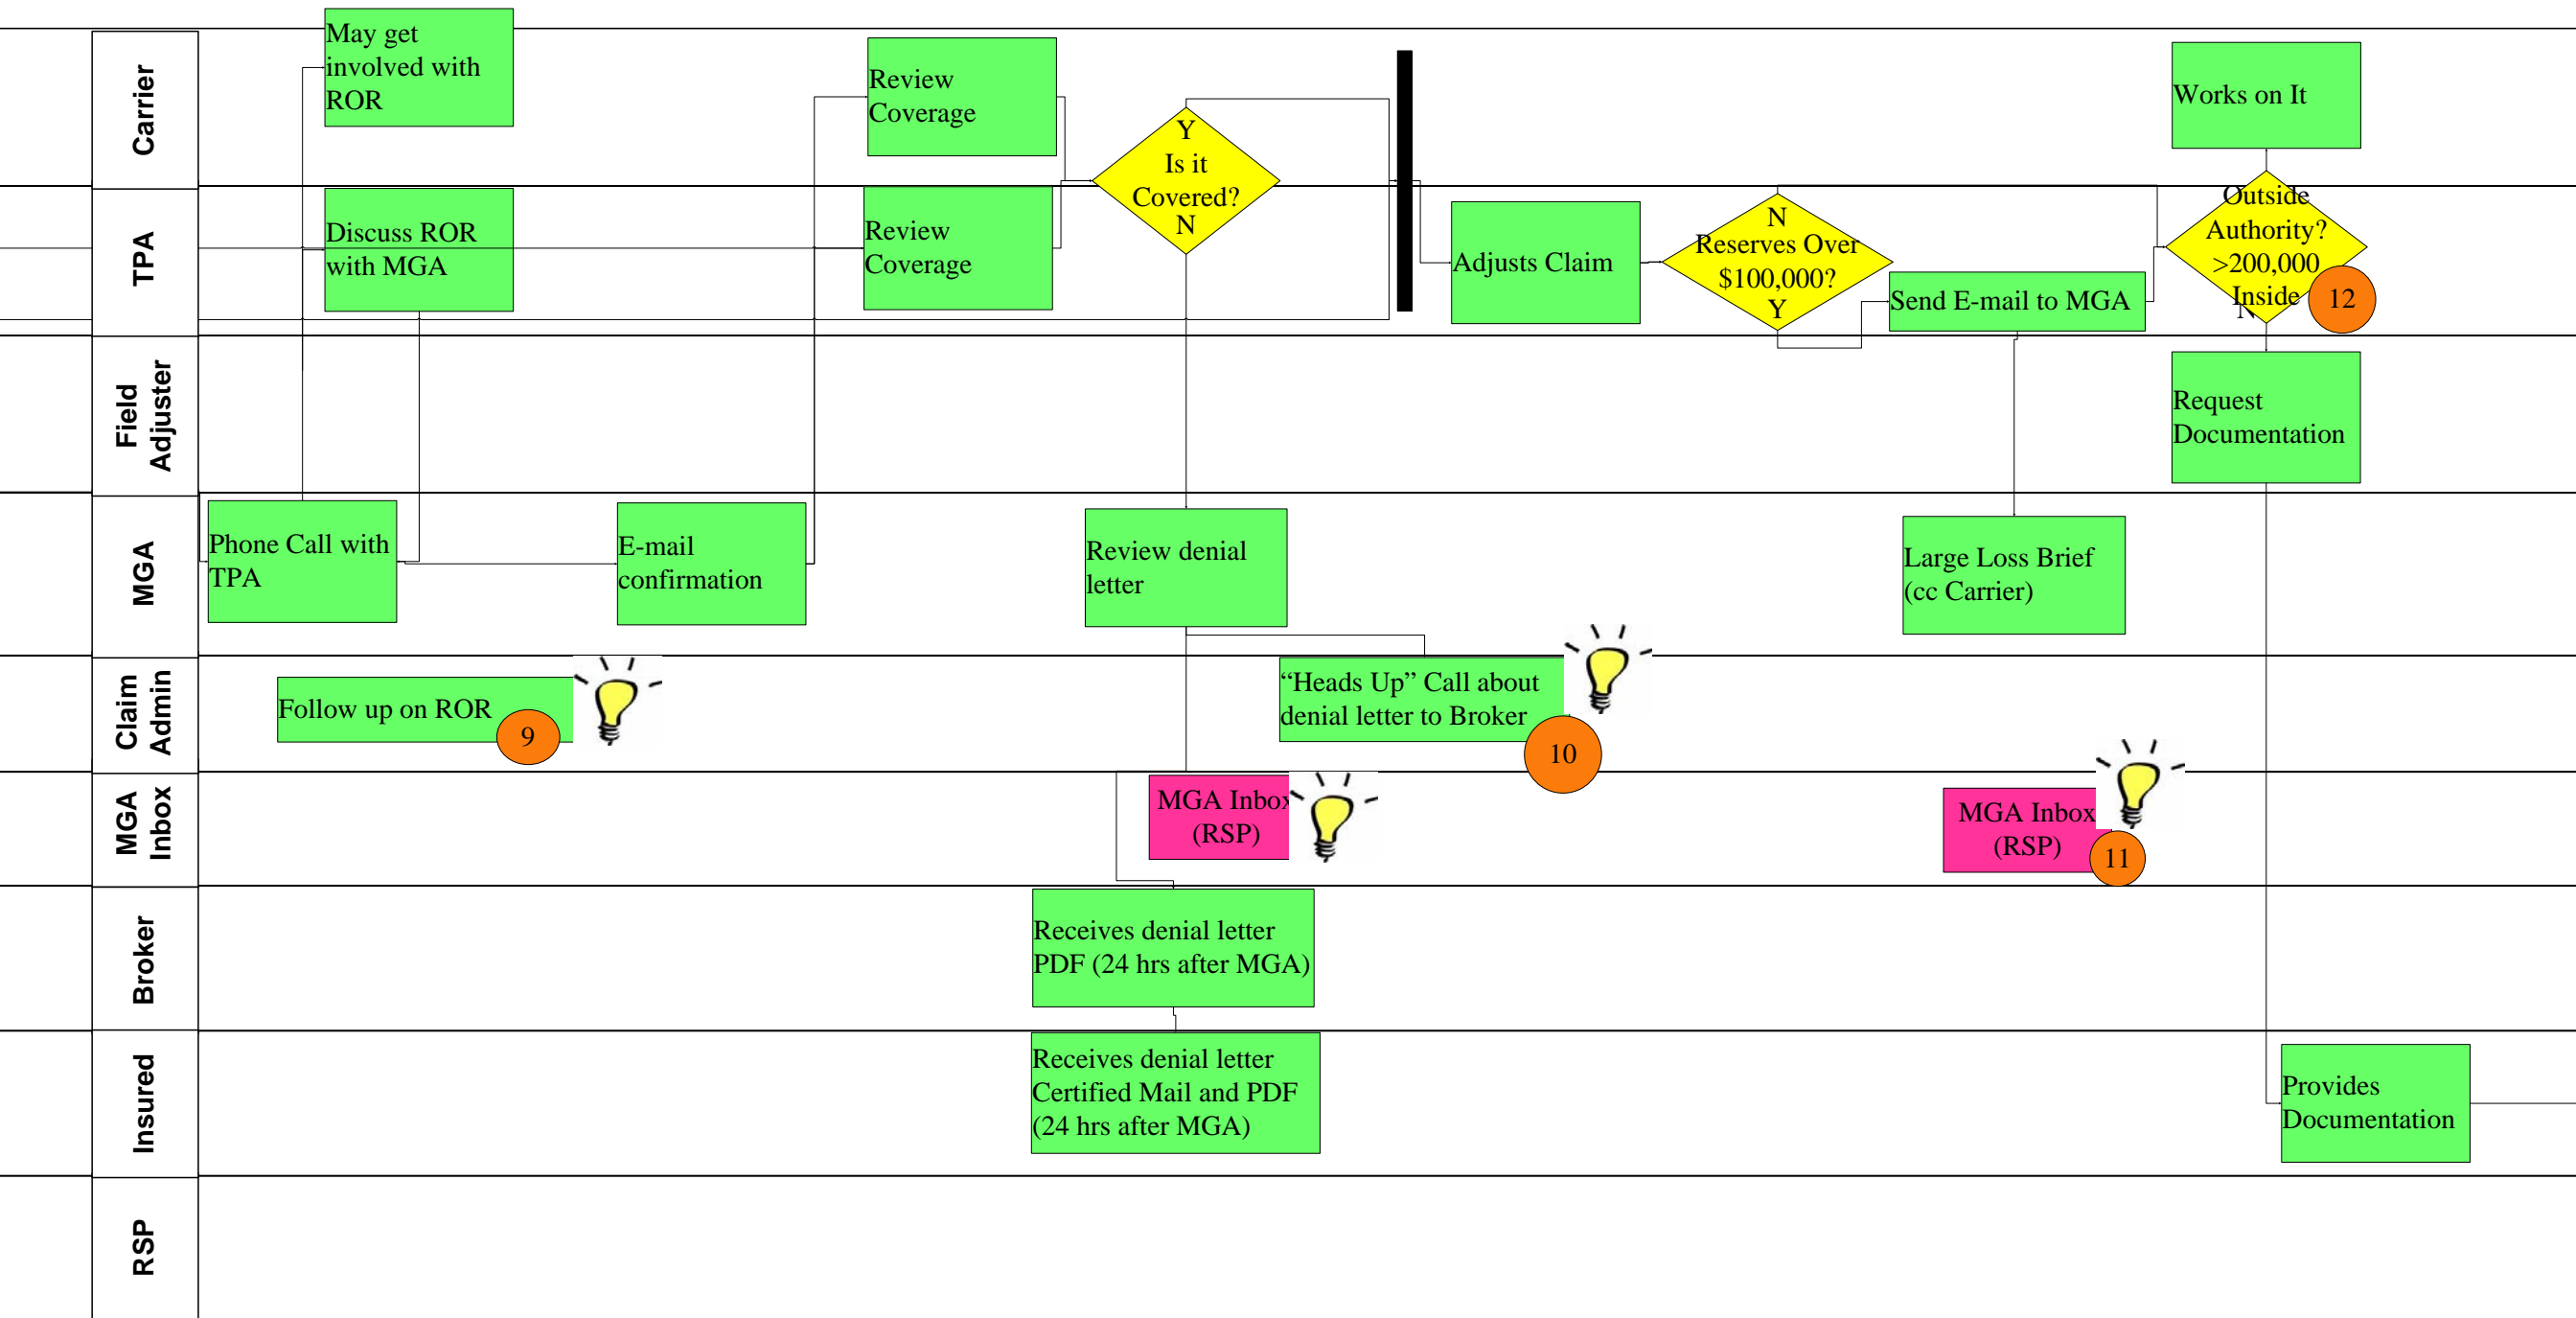 Carrier
May get
involved with
ROR
Review
Coverage
Y
Is it
Covered?
N
Works on It
TPA
Discuss ROR
with MGA
Review
Coverage
Adjusts Claim
N
Reserves Over
$100,000?
Y
Send E-mail to MGA
Outside
Authority?
>200,000
Inside
N
12
Field
Adjuster
Request
Documentation
MGA
Phone Call with
TPA
E-mail
confirmation
Review denial
letter
Large Loss Brief
(cc Carrier)
Claim
Admin
Follow up on ROR
9
“Heads Up” Call about
denial letter to Broker
10
MGA
Inbox
MGA Inbox
(RSP)
MGA Inbox
(RSP)
11
Broker
Receives denial letter
PDF (24 hrs after MGA)
Insured
Receives denial letter
Certified Mail and PDF
(24 hrs after MGA)
Provides
Documentation
RSP